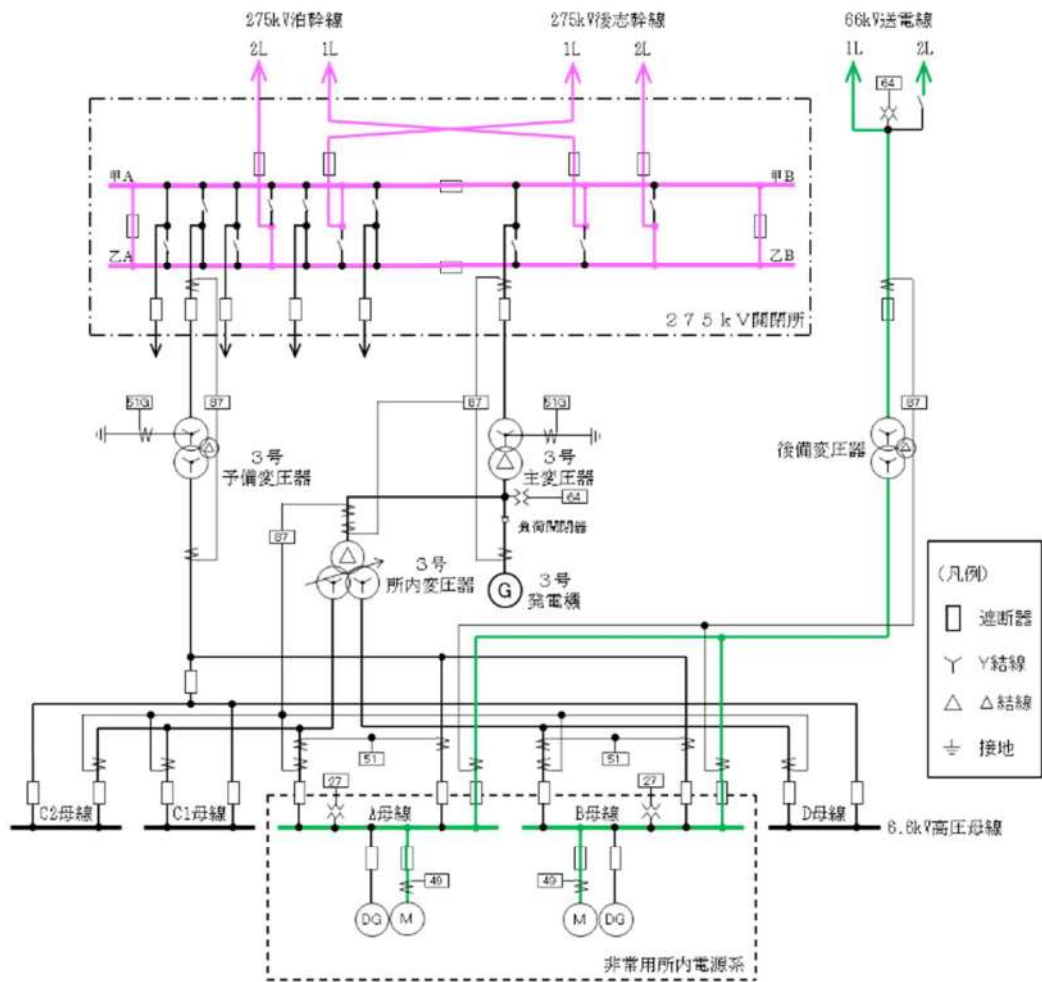 275kV泊幹線
275kV後志幹線
66kV送電線
2L
1L
1L
2L
1L
2L
64
甲A
甲B
乙A
乙B
275kV開閉所
51G
87
87
51G
87
3号
予備変圧器
3号
主変圧器
後備変圧器
64
負荷開閉器
87
3号
所内変圧器
G
3号
発電機
(凡例)
遮断器
Y結線
Δ結線
接地
51
51
27
27
C2母線
C1母線
A母線
B母線
D母線
6.6kV高圧母線
49
49
DG
M
M
DG
非常用所内電源系